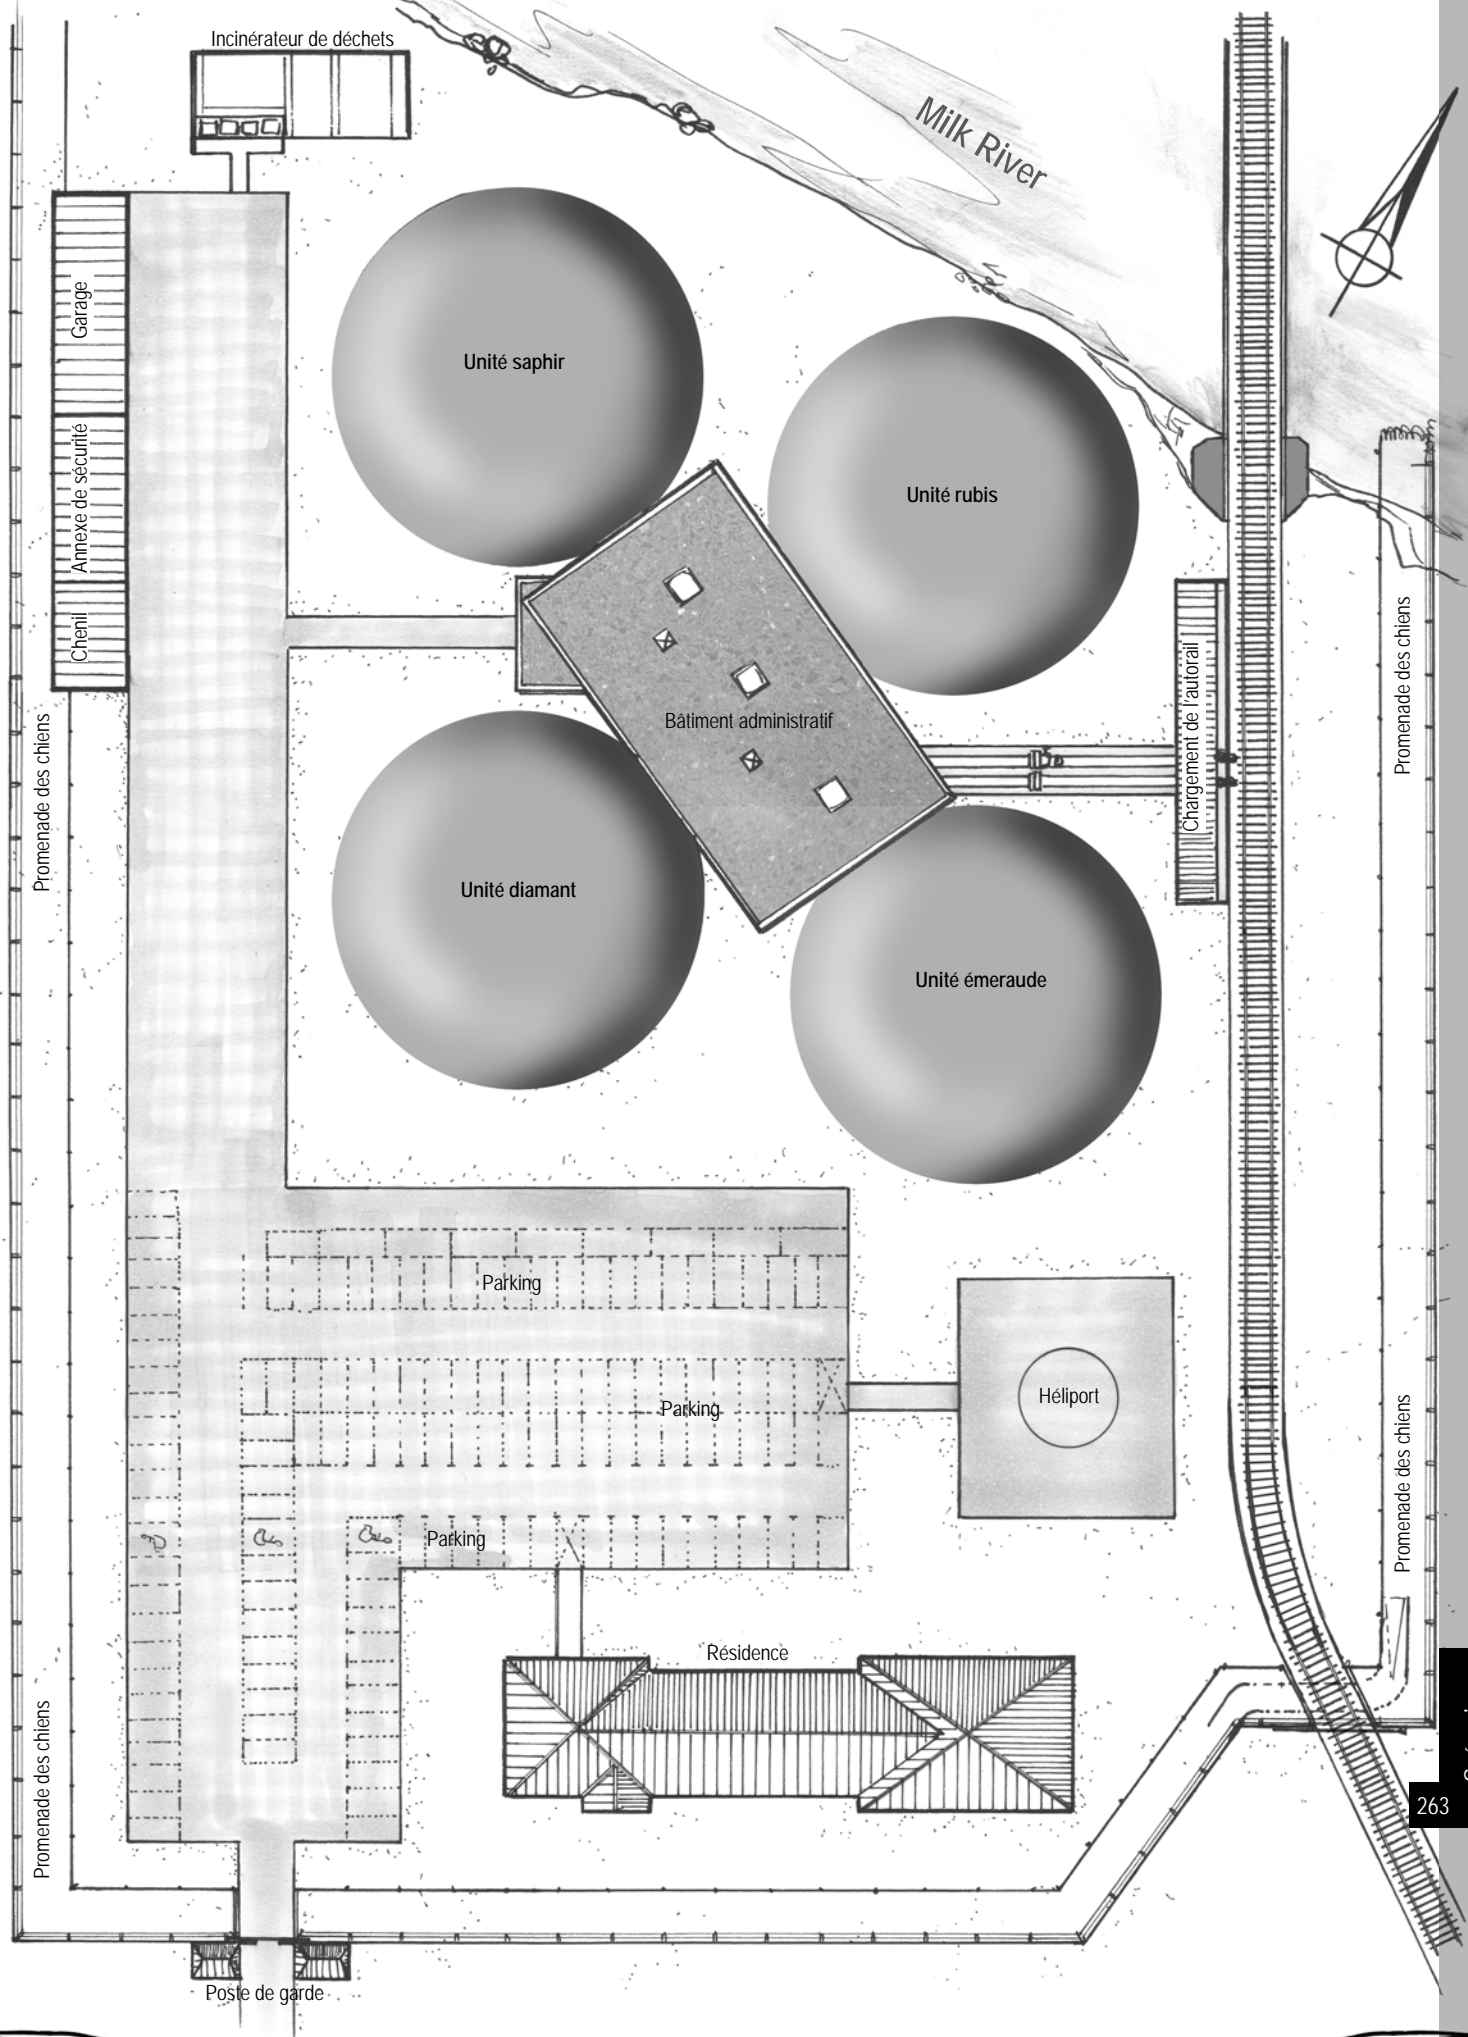 Incinérateur de déchets
Milk River
Garage
Unité saphir
Annexe de sécurité
Unité rubis
Chenil
Promenade des chiens
Chargement de l'autorail
Bâtiment administratif
Promenade des chiens
Unité diamant
Unité émeraude
Parking
Héliport
Parking
Promenade des chiens
Parking
Résidence
Promenade des chiens
263
Poste de garde